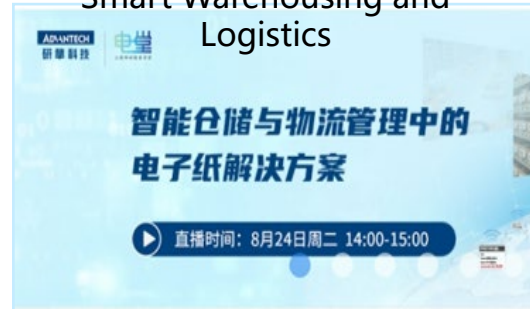 Smart Warehousing and
Logistics
ADVANTECH
研華科技
电堂
智能仓储与物流管理中的
电子纸解决方案
直播时间：8月24日周二 14:00-15:00